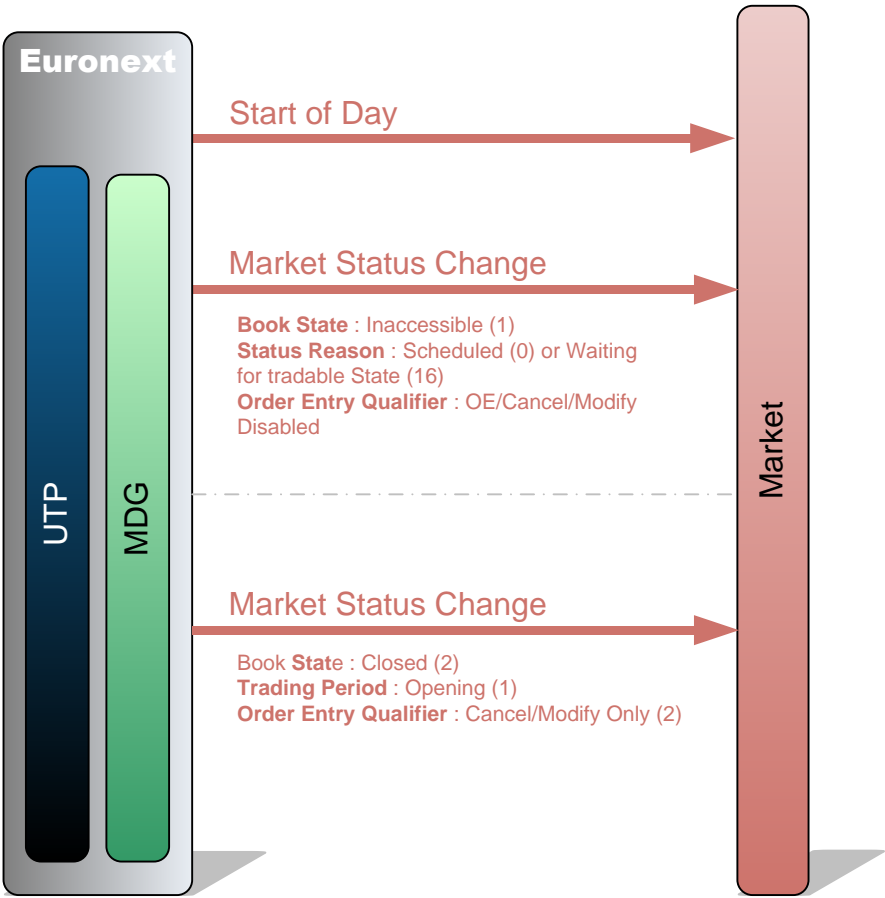 Euronext
Start of Day
Market Status Change
Book State : Inaccessible (1)
Status Reason : Scheduled (0) or Waiting
for tradable State (16)
Order Entry Qualifier : OE/Cancel/Modify
Disabled
UTP
MDG
Market
Market Status Change
Book State : Closed (2)
Trading Period : Opening (1)
Order Entry Qualifier : Cancel/Modify Only (2)